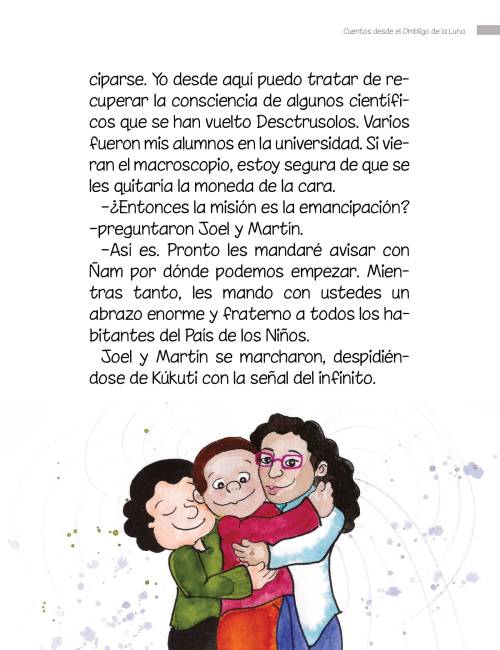 Cuentos desde el Ombligo de la Luna
ciparse. Yo desde aquí puedo tratar de re-
cuperar la consciencia de algunos científi-
cos que se han vuelto Desctrusolos. Varios
fueron mis alumnos en la universidad. Si vie-
ran el macroscopio, estoy segura de que se
les quitaría la moneda de la cara.
–¿Entonces la misión es la emancipación?
–preguntaron Joel y Martín.
–Así es. Pronto les mandaré avisar con
Ñam por dónde podemos empezar. Mien-
tras tanto, les mando con ustedes un
abrazo enorme y fraterno a todos los ha-
bitantes del País de los Niños.
Joel y Martín se marcharon, despidién-
dose de Kúkuti con la señal del infinito.